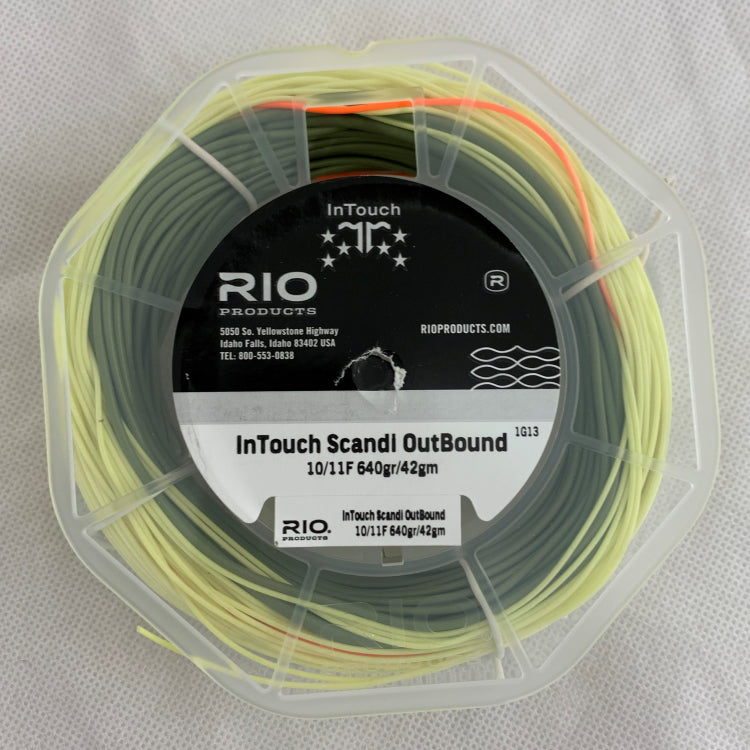 InTouch
RIO
PRODUCTS
R
5050 So. Yellowstone Highway
Idaho Falls, Idaho 83402 USA
TEL: 800-553-0838
RIOPRODUCTS.COM
InTouch Scandi OutBound 1G13
10/11F 640gr/42gm
RIO.
PRODUCTS
InTouch Scandi OutBound
10/11F 640gr/42gm
RIO